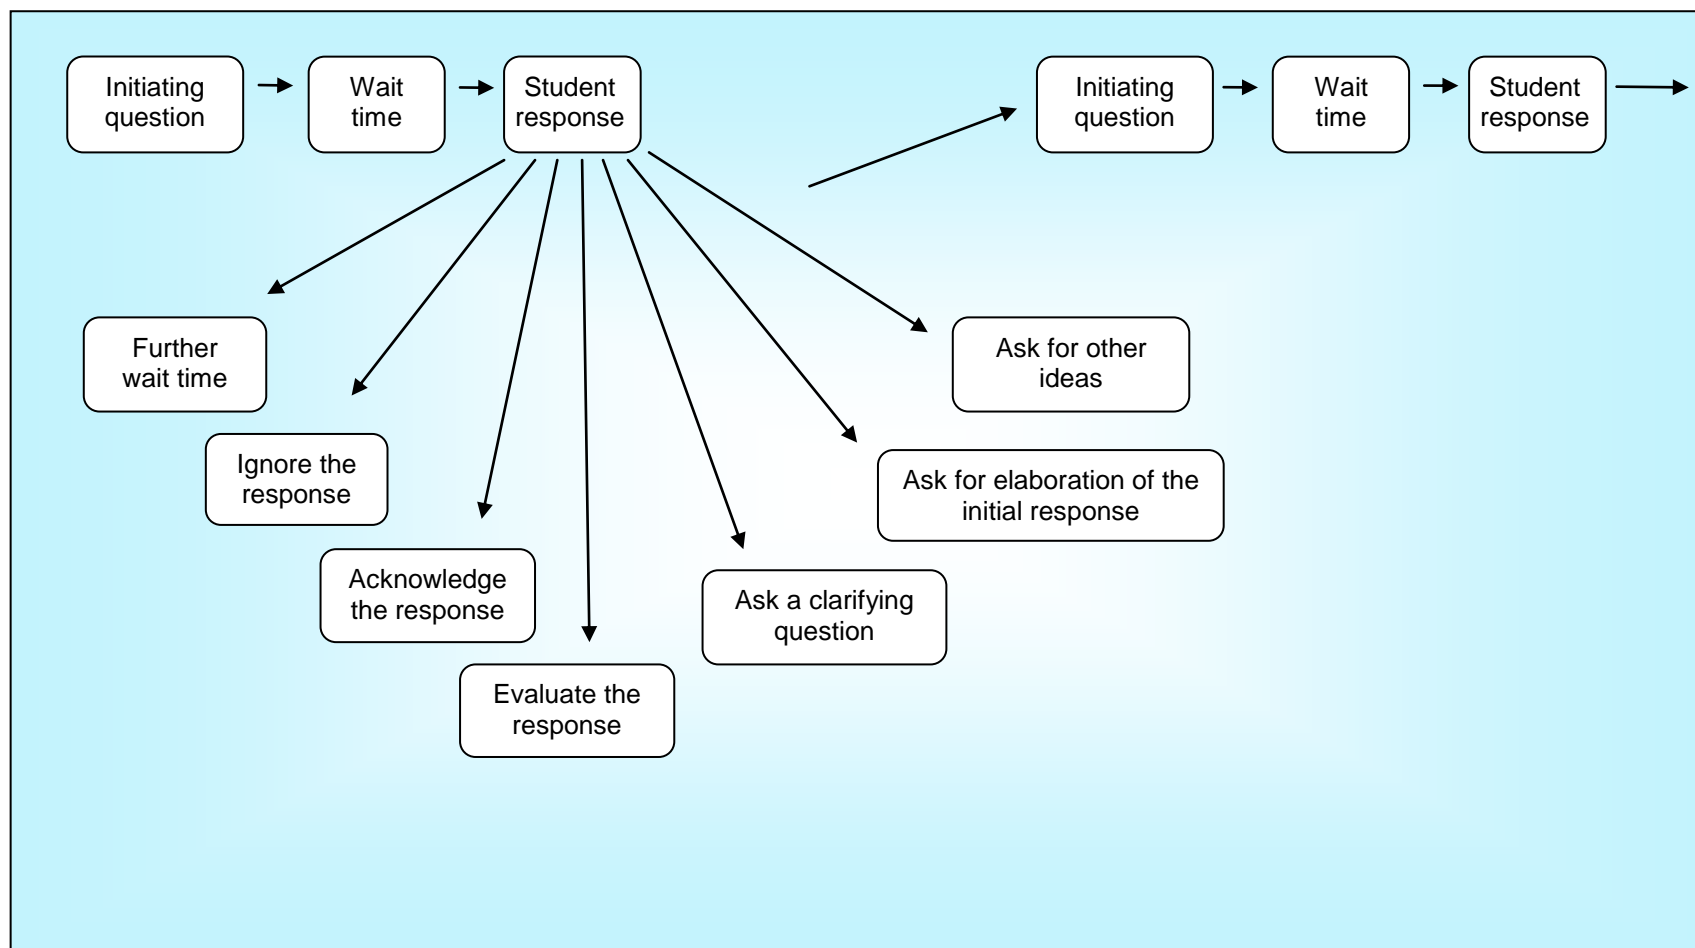 Initiating
question
Wait
time
Student
response
Initiating
question
Wait
time
Student
response
Further
wait time
Ignore the
response
Acknowledge
the response
Evaluate the
response
Ask a clarifying
question
Ask for elaboration of the
initial response
Ask for other
ideas